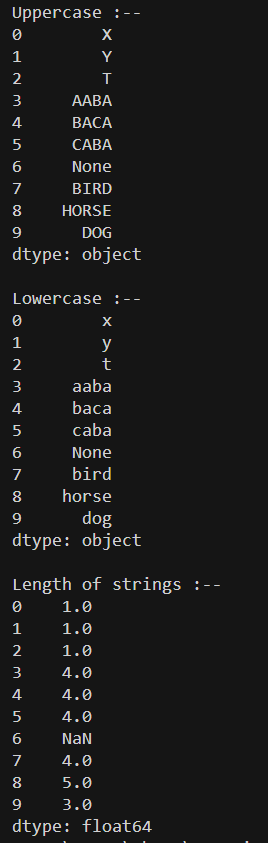 Uppercase :--
0        X
1        Y
2        T
3     AABA
4     BACA
5     CABA
6     None
7     BIRD
8    HORSE
9      DOG
dtype: object
Lowercase :--
0        x
1        y
2        t
3     aaba
4     baca
5     caba
6     None
7     bird
8    horse
9      dog
dtype: object
Length of strings :--
0    1.0
1    1.0
2    1.0
3    4.0
4    4.0
5    4.0
6    NaN
7    4.0
8    5.0
9    3.0
dtype: float64